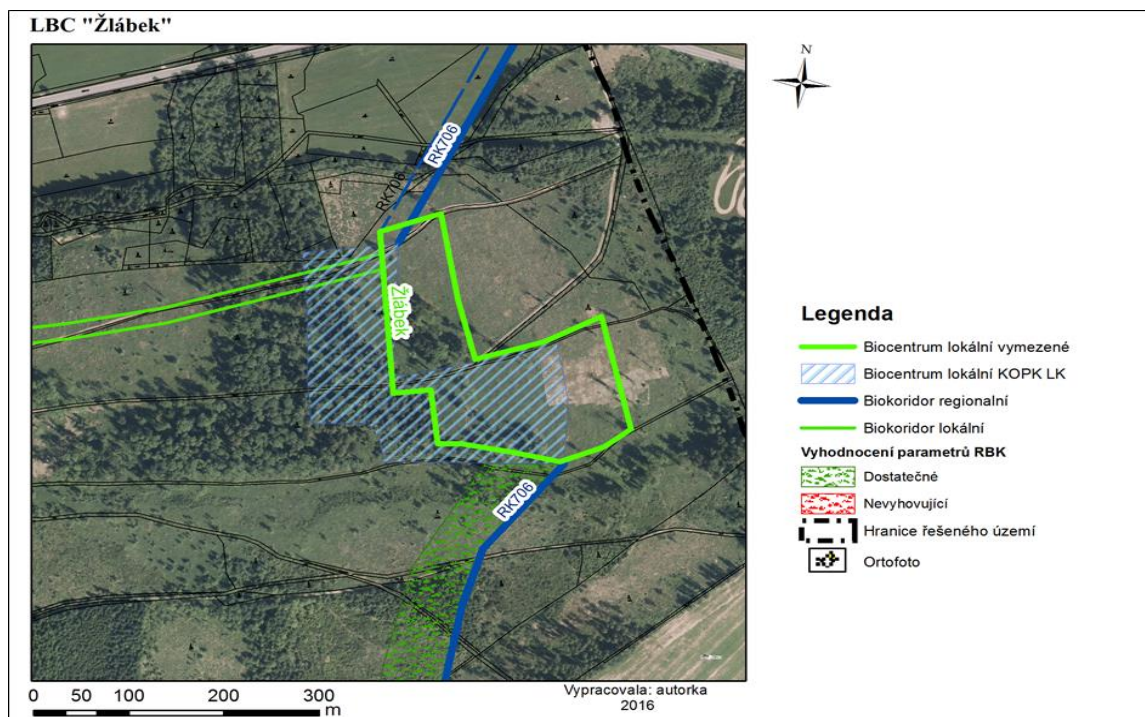 LBC "Žlábek"
N
RK706
RK706
Žlábek
RK706
Legenda
Biocentrum lokální vymezené
Biocentrum lokální KOPK LK
Biokoridor regionalní
Biokoridor lokální
Vyhodnocení parametrů RBK
Dostatečné
Nevyhovující
Hranice řešeného území
Ortofoto
0 50 100 200 300
m
Vypracovala: autorka
2016